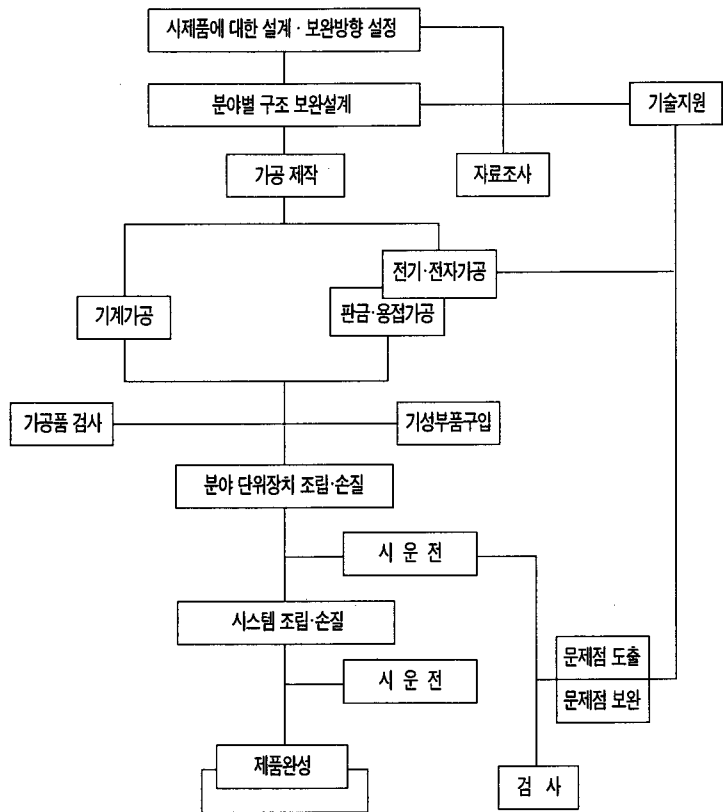 시제품에 대한 설계·보완방향 설정
분야별 구조 보완설계
기술지원
가공 제작
자료조사
전기·전자가공
기계가공
판금·용접가공
가공품 검사
기성부품구입
분야 단위장치 조립·손질
시 운 전
시스템 조립·손질
문제점 도출
시 운 전
문제점 보완
제품완성
검 사